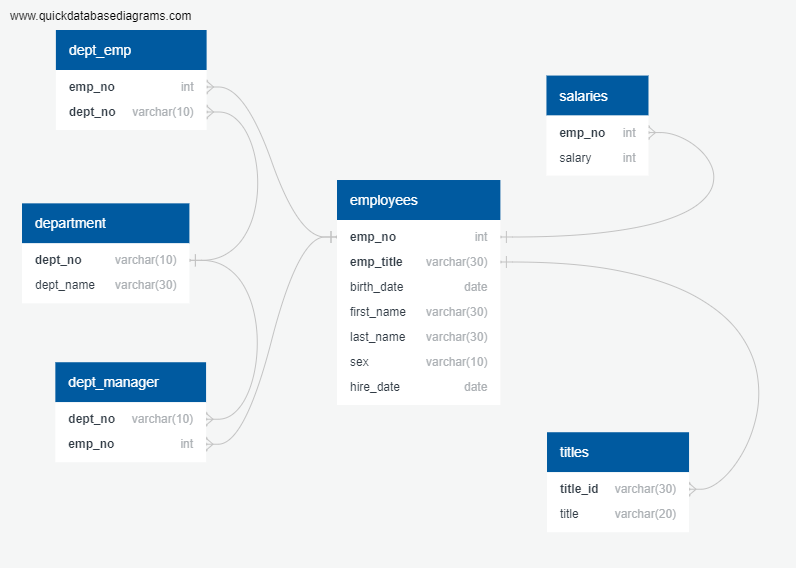 www.quickdatabasediagrams.com
dept_emp
emp_no int
dept_no varchar(10)
department
dept_no varchar(10)
dept_name varchar(30)
dept_manager
dept_no varchar(10)
emp_no int
employees
emp_no int
emp_title varchar(30)
birth_date date
first_name varchar(30)
last_name varchar(30)
sex varchar(10)
hire_date date
salaries
emp_no int
salary int
titles
title_id varchar(30)
title varchar(20)